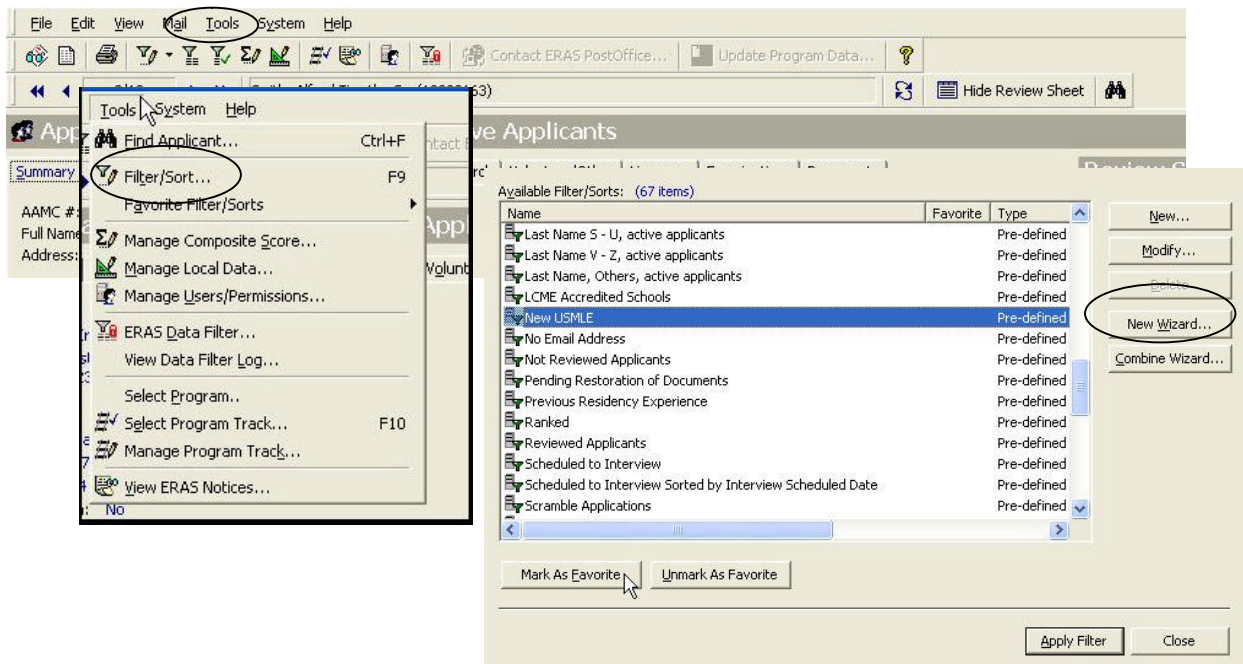 File Edit View Mail Tools System Help
Contact ERAS PostOffice... Update Program Data...
Hide Review Sheet
Applicants
Summary
AAMC #:
Full Name
Address:
Tools System Help
Find Applicant... Ctrl+F
Filter/Sort... F9
Favorite Filter/Sorts
Manage Composite Score...
Manage Local Data...
Manage Users/Permissions...
ERAS Data Filter...
View Data Filter Log...
Select Program..
Select Program Track... F10
Manage Program Track...
View ERAS Notices...
No
Available Filter/Sorts: (67 items)
Name Favorite Type
Last Name S - U, active applicants Pre-defined
Last Name V - Z, active applicants Pre-defined
Last Name, Others, active applicants Pre-defined
LCME Accredited Schools Pre-defined
New USMLE Pre-defined
No Email Address Pre-defined
Not Reviewed Applicants Pre-defined
Pending Restoration of Documents Pre-defined
Previous Residency Experience Pre-defined
Ranked Pre-defined
Reviewed Applicants Pre-defined
Scheduled to Interview Pre-defined
Scheduled to Interview Sorted by Interview Scheduled Date Pre-defined
Scramble Applications Pre-defined
New...
Modify...
Delete
New Wizard...
Combine Wizard...
Mark As Favorite Unmark As Favorite
Apply Filter Close